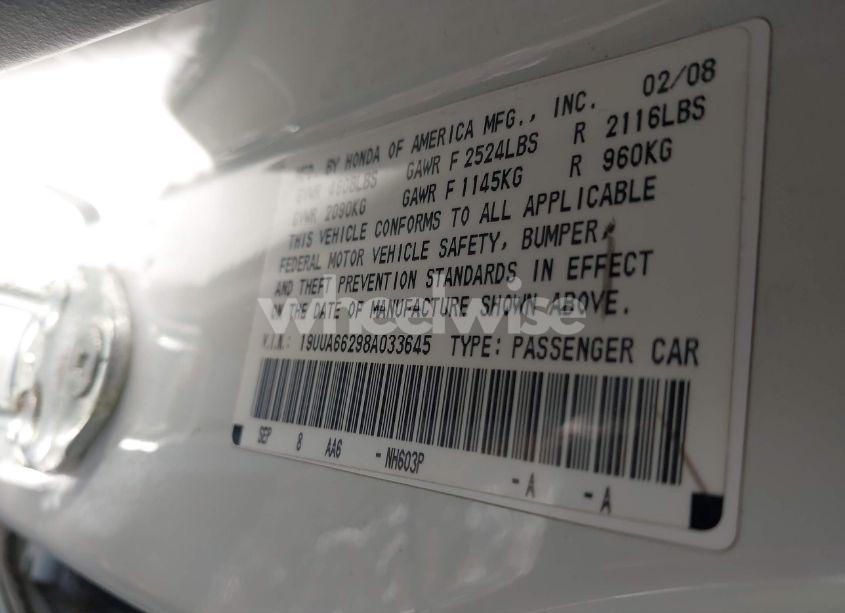 02/08
MFD. BY HONDA OF AMERICA MFG., INC.
GVWR 4608LBS GAWR F 2524LBS R 2116LBS
GVWR 2090KG GAWR F 1145KG R 960KG
THIS VEHICLE CONFORMS TO ALL APPLICABLE
FEDERAL MOTOR VEHICLE SAFETY, BUMPER,
AND THEFT PREVENTION STANDARDS IN EFFECT
ON THE DATE OF MANUFACTURE SHOWN ABOVE.
wheelwise
V.I.N.: 19UUA66298A033645 TYPE: PASSENGER CAR
SEP 8 AA6 -NH603P -A -A